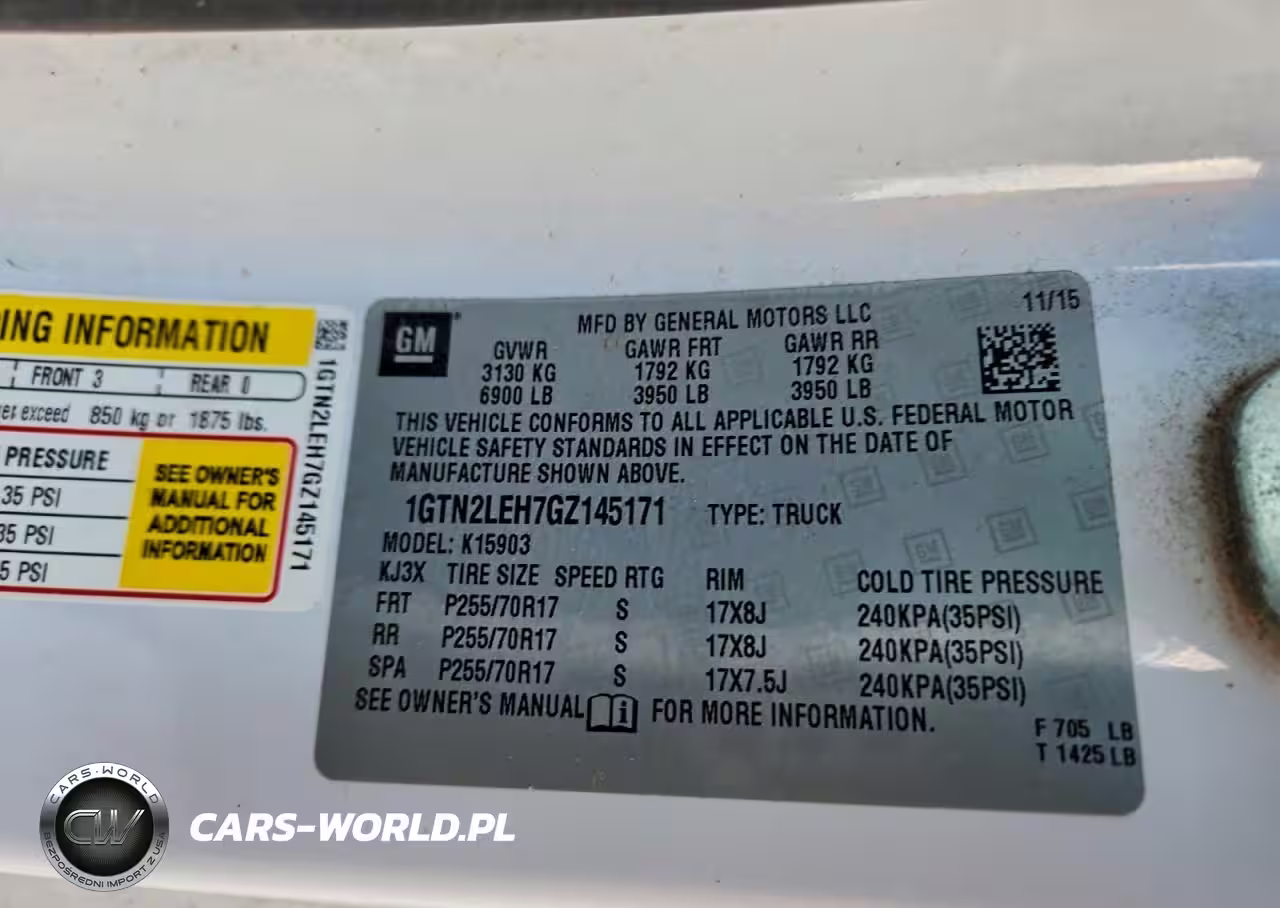 ING INFORMATION
FRONT 3 REAR 0
exceed 850 kg or 1875 lbs.
PRESSURE
35 PSI
35 PSI
5 PSI
SEE OWNER'S
MANUAL FOR
ADDITIONAL
INFORMATION
1GTN2LEH7GZ145171
GM
MFD BY GENERAL MOTORS LLC
11/15
GVWR GAWR FRT GAWR RR
3130 KG 1792 KG 1792 KG
6900 LB 3950 LB 3950 LB
THIS VEHICLE CONFORMS TO ALL APPLICABLE U.S. FEDERAL MOTOR
VEHICLE SAFETY STANDARDS IN EFFECT ON THE DATE OF
MANUFACTURE SHOWN ABOVE.
1GTN2LEH7GZ145171 TYPE: TRUCK
MODEL: K15903
KJ3X TIRE SIZE SPEED RTG RIM COLD TIRE PRESSURE
FRT P255/70R17 S 17X8J 240KPA(35PSI)
RR P255/70R17 S 17X8J 240KPA(35PSI)
SPA P255/70R17 S 17X7.5J 240KPA(35PSI)
SEE OWNER'S MANUAL FOR MORE INFORMATION.
F 705 LB
T 1425 LB
CARS-WORLD
CW
BEZPOŚREDNI IMPORT Z USA
CARS-WORLD.PL